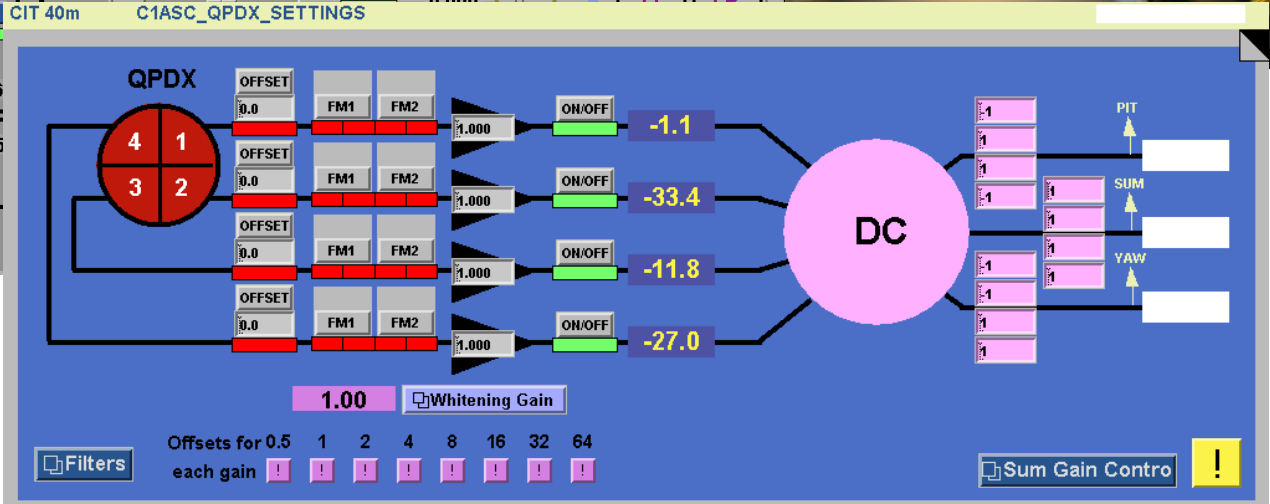 CIT 40m C1ASC_QPDX_SETTINGS
QPDX
4 1
3 2
OFFSET
0.0
FM1 FM2
1.000
ON/OFF
-1.1
OFFSET
0.0
FM1 FM2
1.000
ON/OFF
-33.4
OFFSET
0.0
FM1 FM2
1.000
ON/OFF
-11.8
OFFSET
0.0
FM1 FM2
1.000
ON/OFF
-27.0
DC
-1
1
1
-1
PIT
1
1
1
1
SUM
-1
-1
1
1
YAW
1.00 Whitening Gain
Offsets for 0.5 1 2 4 8 16 32 64
each gain ! ! ! ! ! ! ! !
Filters
Sum Gain Contro
!